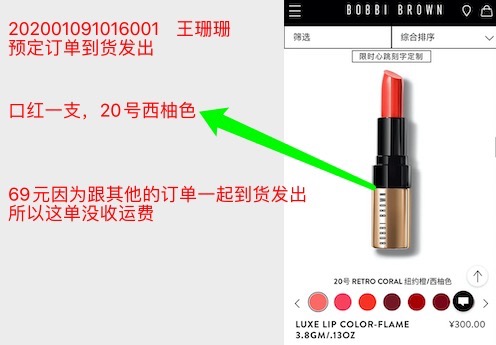 202001091016001 王珊珊
预定订单到货发出
口红一支，20号西柚色
69元因为跟其他的订单一起到货发出
所以这单没收运费
BOBBI BROWN
筛选
综合排序
限时心跳刻字定制
BOBBI BROWN
20号 RETRO CORAL 纽约橙/西柚色
LUXE LIP COLOR-FLAME
3.8GM/.13OZ
¥300.00